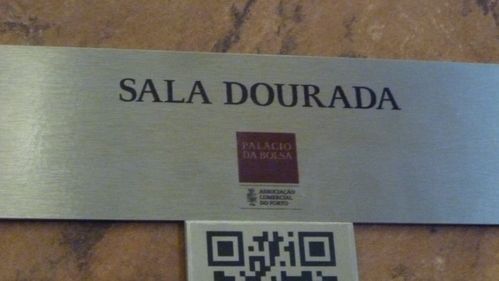 SALA DOURADA
PALÁCIO
DA BOLSA
ASSOCIAÇÃO
COMERCIAL
DO PORTO